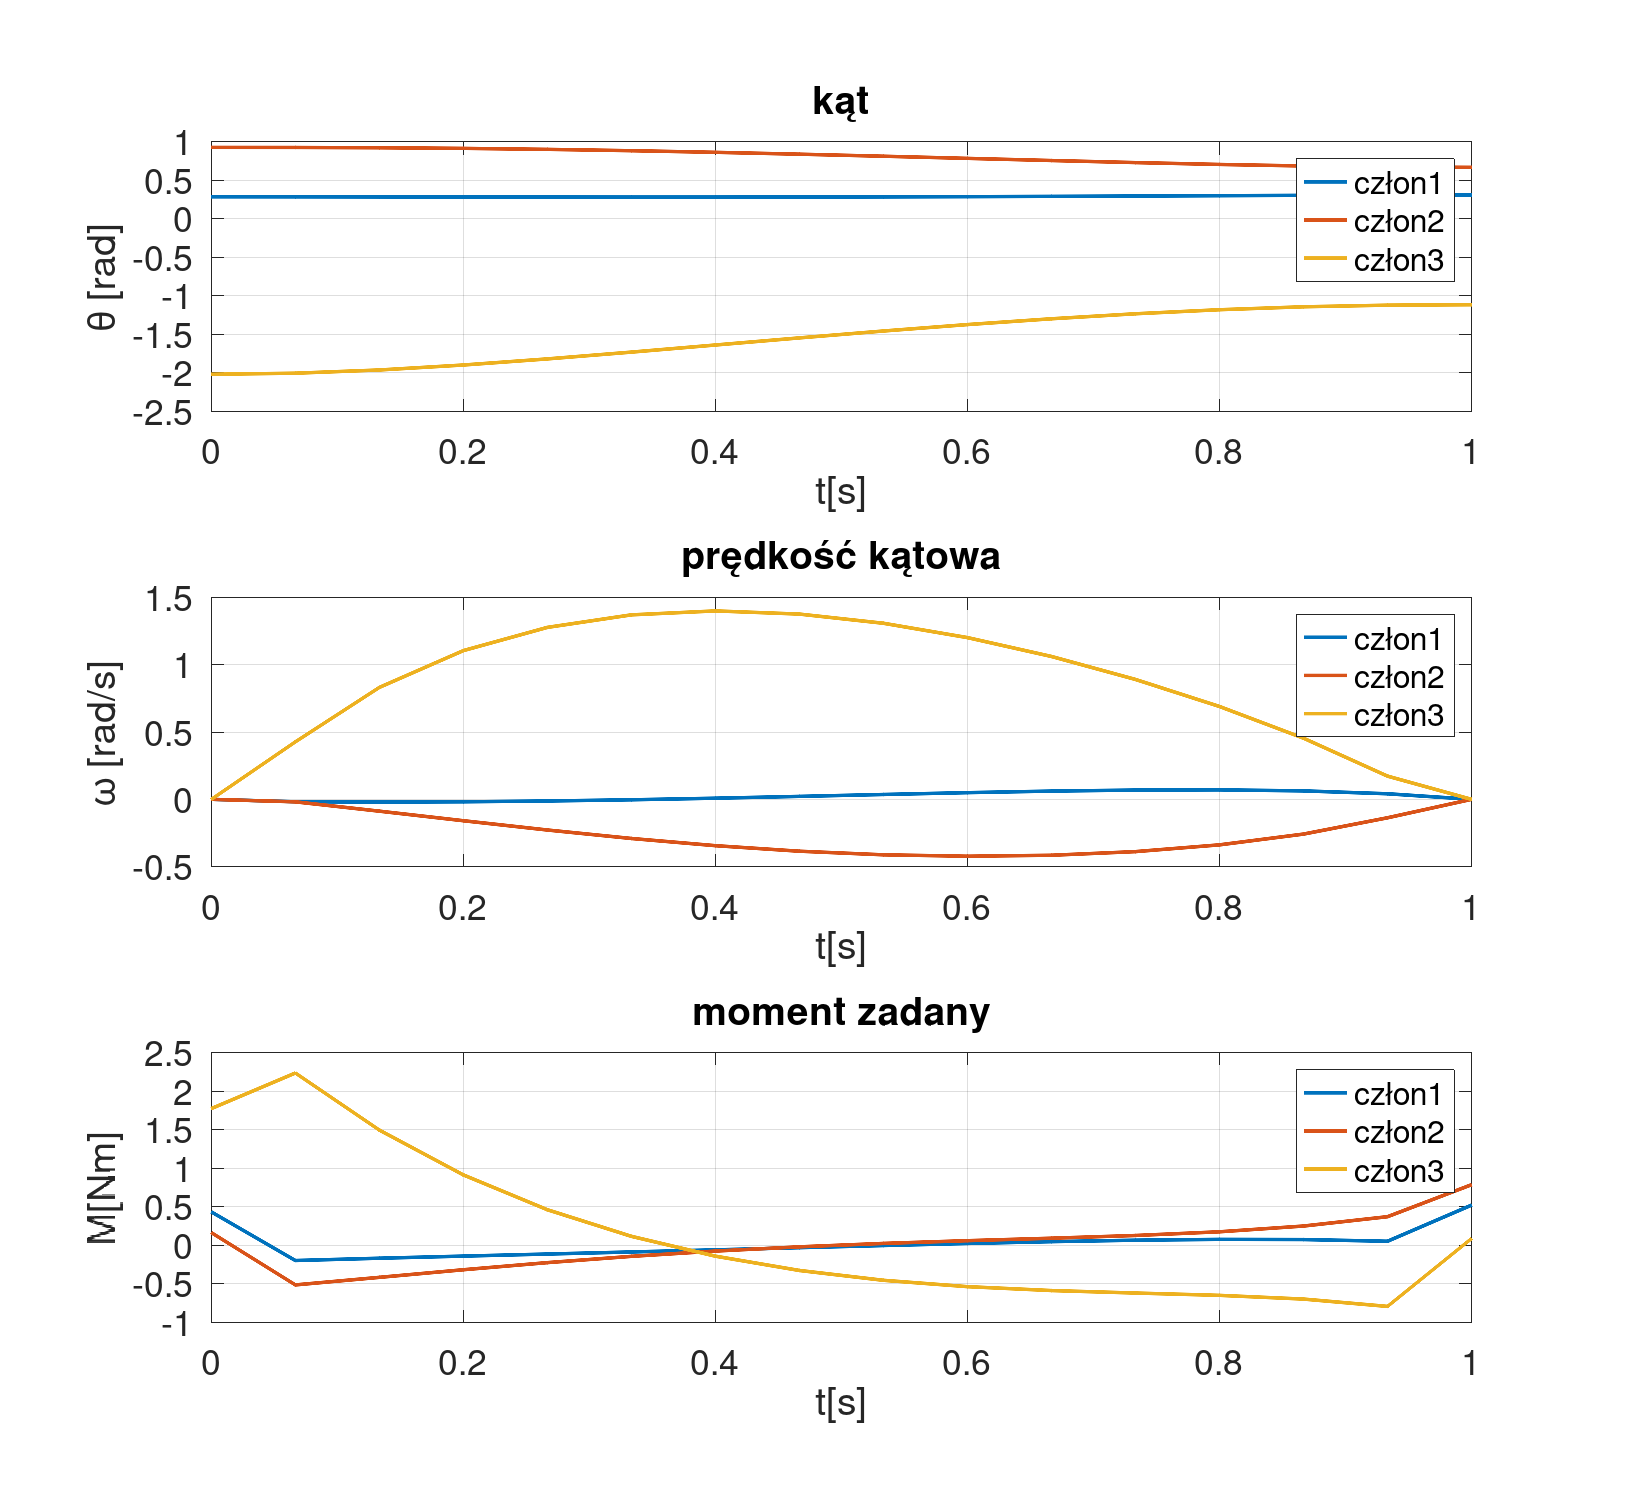 kąt
1
0.5
0
-0.5
-1
-1.5
-2
-2.5
θ [rad]
człon1
człon2
człon3
0 0.2 0.4 0.6 0.8 1
t[s]
prędkość kątowa
1.5
1
0.5
0
-0.5
ω [rad/s]
człon1
człon2
człon3
0 0.2 0.4 0.6 0.8 1
t[s]
moment zadany
2.5
2
1.5
1
0.5
0
-0.5
-1
M[Nm]
człon1
człon2
człon3
0 0.2 0.4 0.6 0.8 1
t[s]